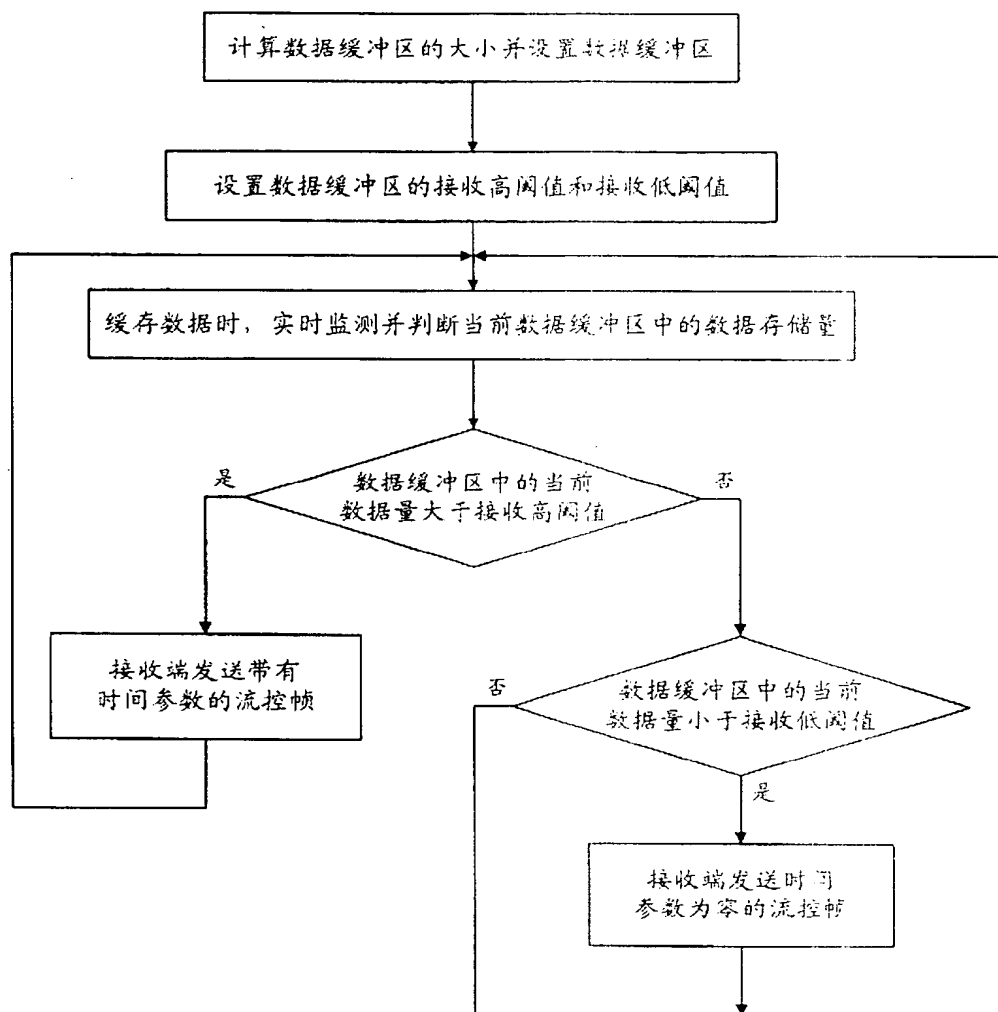 计算数据缓冲区的大小并设置数据缓冲区
设置数据缓冲区的接收高阈值和接收低阈值
缓存数据时，实时监测并判断当前数据缓冲区中的数据存储量
是
数据缓冲区中的当前
数据量大于接收高阈值
否
接收端发送带有
时间参数的流控帧
否
数据缓冲区中的当前
数据量小于接收低阈值
是
接收端发送时间
参数为零的流控帧